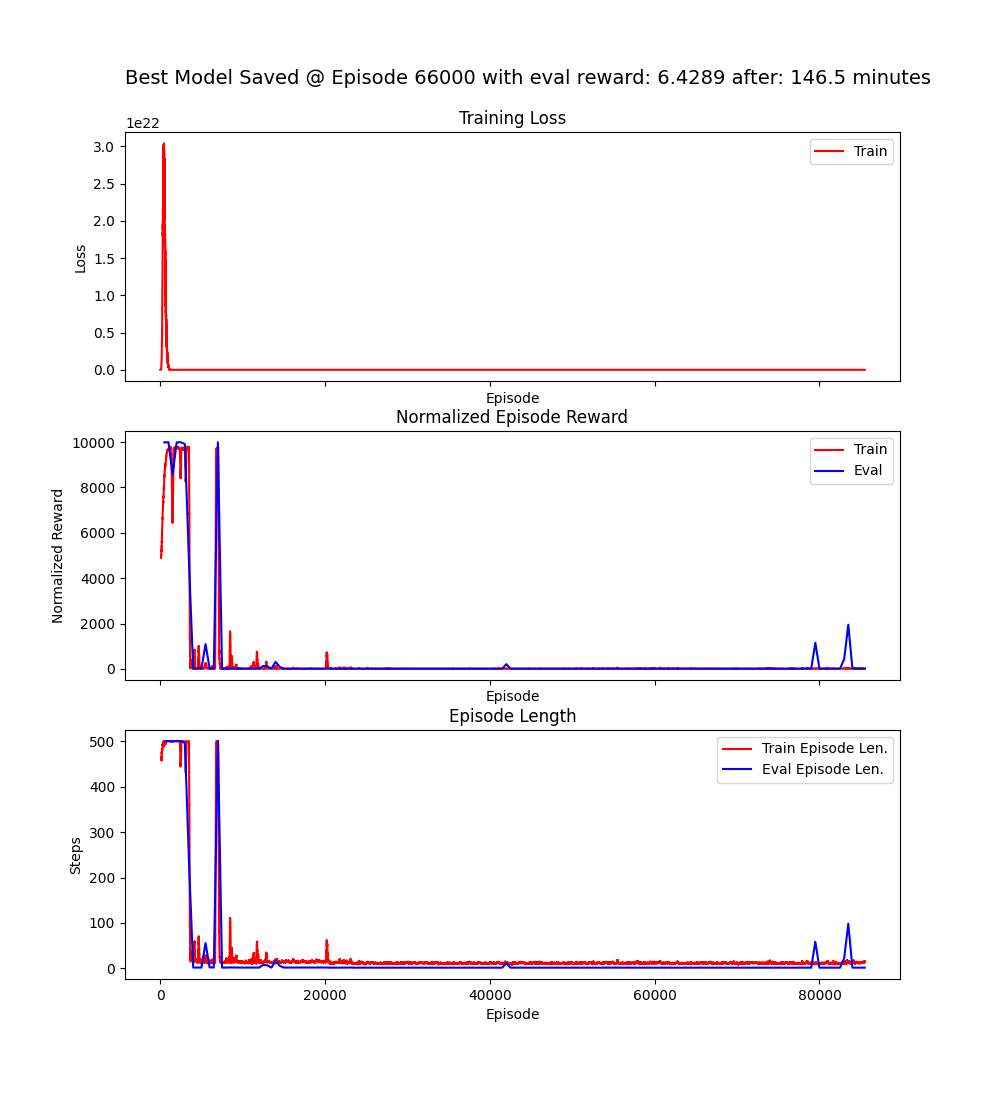 Best Model Saved @ Episode 66000 with eval reward: 6.4289 after: 146.5 minutes
Training Loss
1e22
3.0
2.5
2.0
1.5
1.0
0.5
0.0
Loss
Train
Episode
Normalized Episode Reward
10000
8000
6000
4000
2000
0
Normalized Reward
Train
Eval
Episode
Episode Length
500
400
300
200
100
0
Steps
Train Episode Len.
Eval Episode Len.
0 20000 40000 60000 80000
Episode